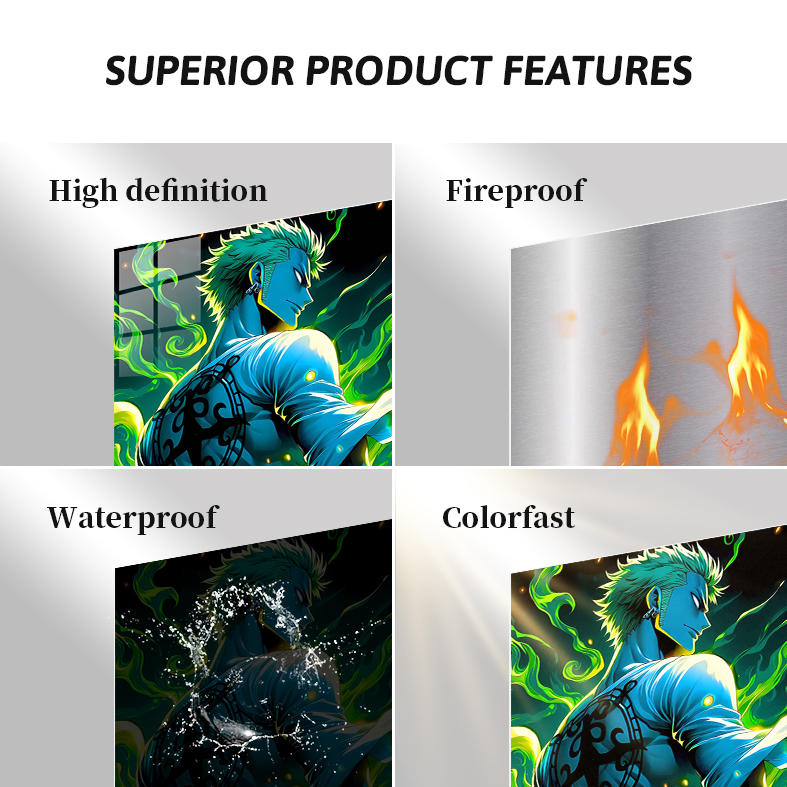 SUPERIOR PRODUCT FEATURES
High definition
Fireproof
Waterproof
Colorfast